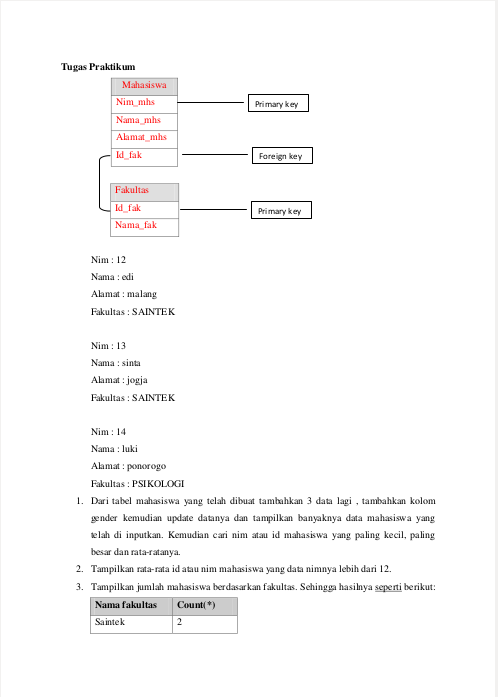 Tugas Praktikum
Mahasiswa
Nim_mhs
Primary key
Nama_mhs
Alamat_mhs
Id_fak
Foreign key
Fakultas
Id_fak
Primary key
Nama_fak
Nim : 12
Nama : edi
Alamat : malang
Fakultas : SAINTEK
Nim : 13
Nama : sinta
Alamat : jogja
Fakultas : SAINTEK
Nim : 14
Nama : luki
Alamat : ponorogo
Fakultas : PSIKOLOGI
1. Dari tabel mahasiswa yang telah dibuat tambahkan 3 data lagi , tambahkan kolom
gender kemudian update datanya dan tampilkan banyaknya data mahasiswa yang
telah di inputkan. Kemudian cari nim atau id mahasiswa yang paling kecil, paling
besar dan rata-ratanya.
2. Tampilkan rata-rata id atau nim mahasiswa yang data nimnya lebih dari 12.
3. Tampilkan jumlah mahasiswa berdasarkan fakultas. Sehingga hasilnya seperti berikut:
Nama fakultas Count(*)
Saintek 2